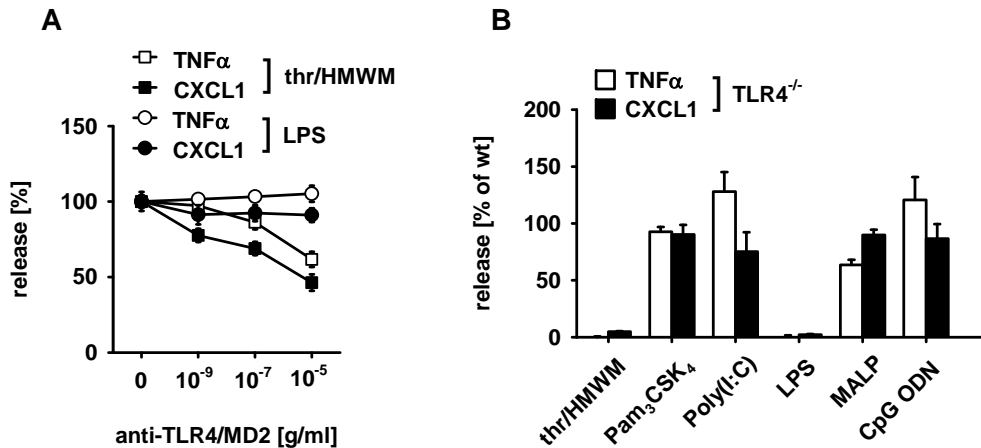 A
TNFα
CXCL1
thr/HMWM
TNFα
CXCL1
LPS
150
100
50
0
release [%]
0 10⁻⁹ 10⁻⁷ 10⁻⁵
anti-TLR4/MD2 [g/ml]
B
TNFα
CXCL1
TLR4⁻/⁻
200
150
100
50
0
release [% of wt]
thr/HMWM
Pam₃CSK₄
Poly(I:C)
LPS
MALP
CpG ODN